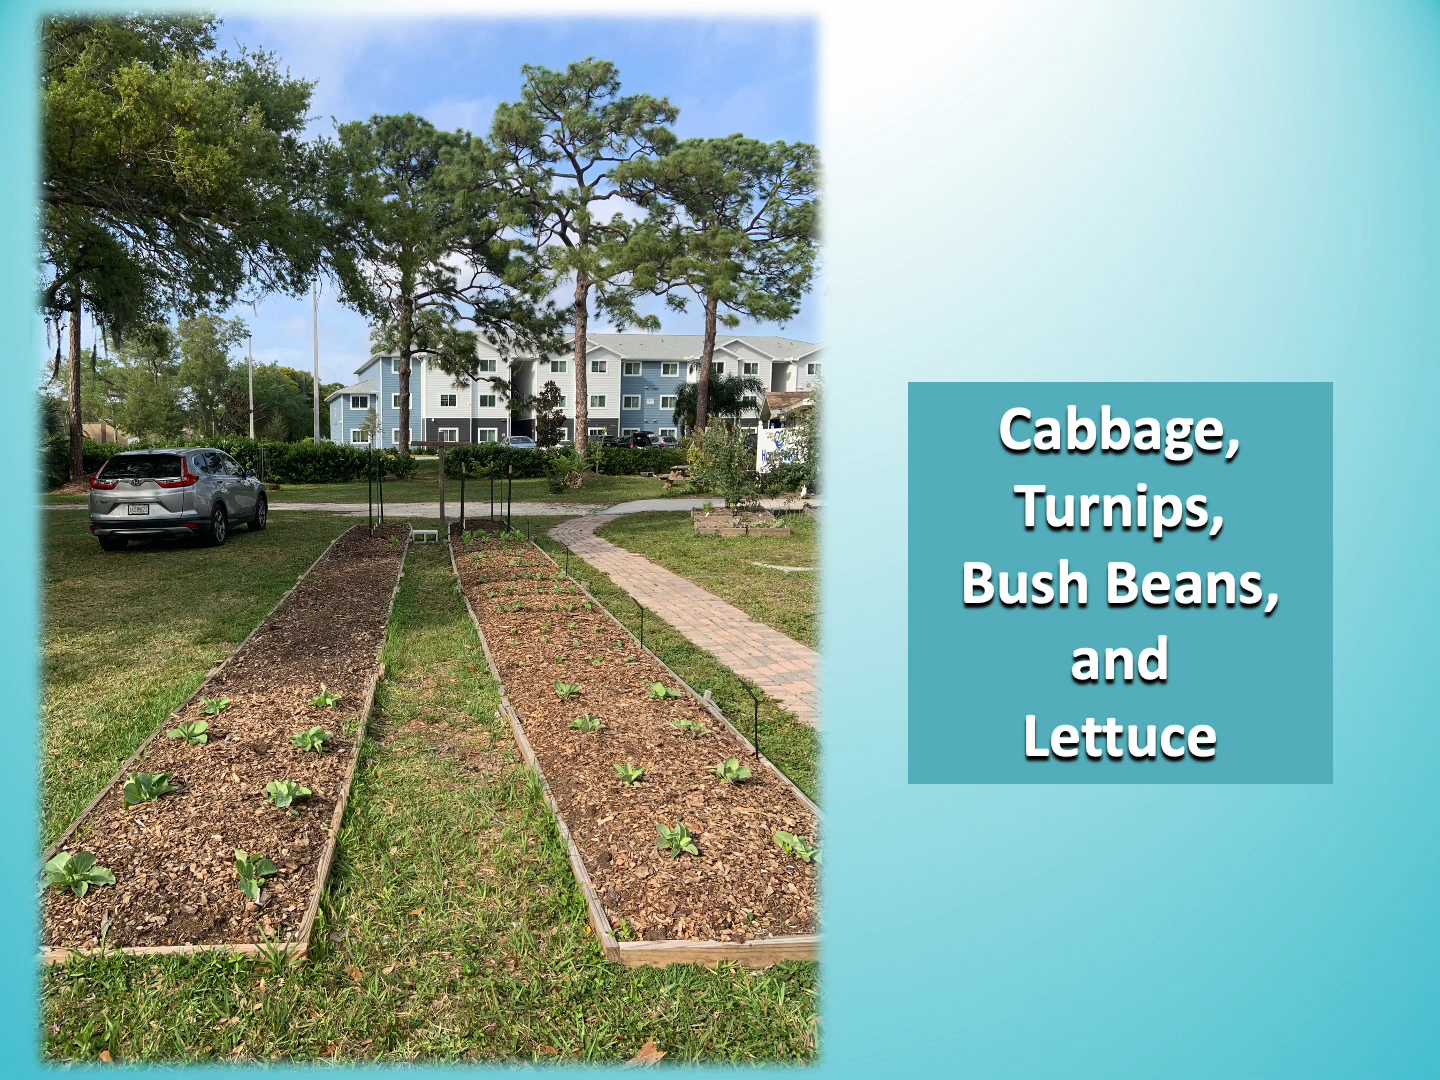 Cabbage,
Turnips,
Bush Beans,
and
Lettuce